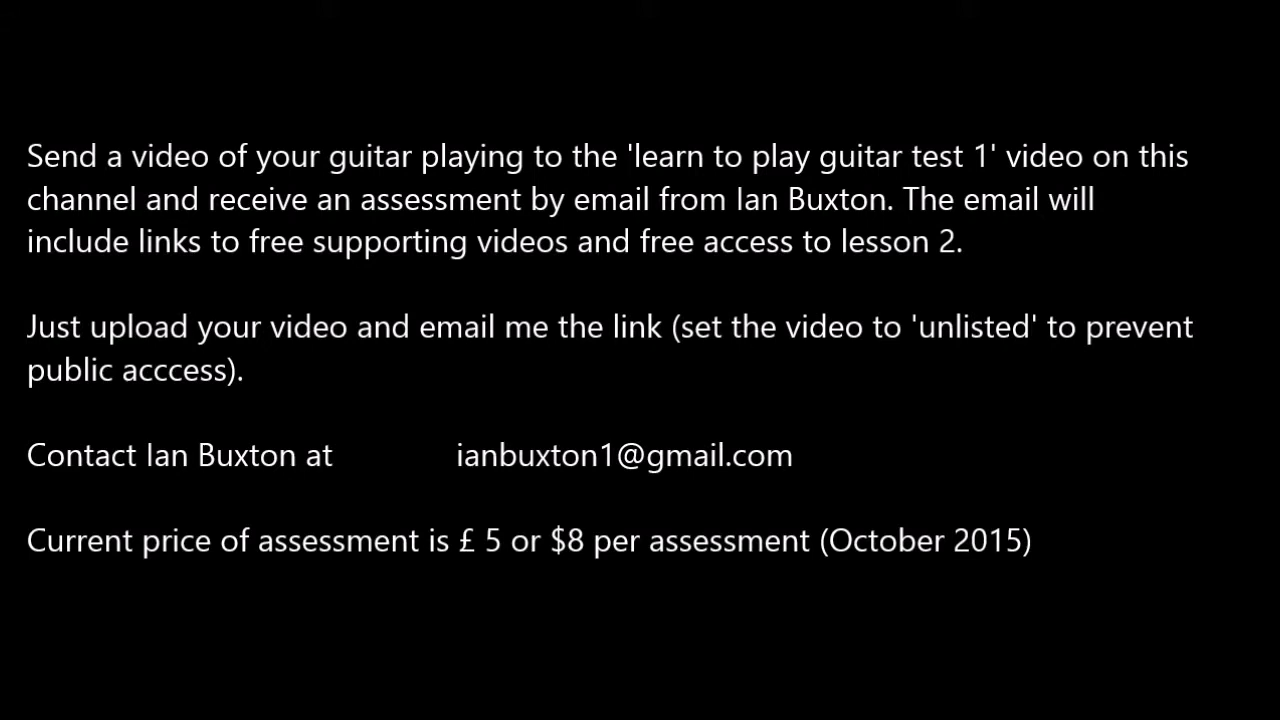 Send a video of your guitar playing to the 'learn to play guitar test 1' video on this
channel and receive an assessment by email from Ian Buxton. The email will
include links to free supporting videos and free access to lesson 2.
Just upload your video and email me the link (set the video to 'unlisted' to prevent
public acccess).
Contact Ian Buxton at ianbuxton1@gmail.com
Current price of assessment is £ 5 or $8 per assessment (October 2015)